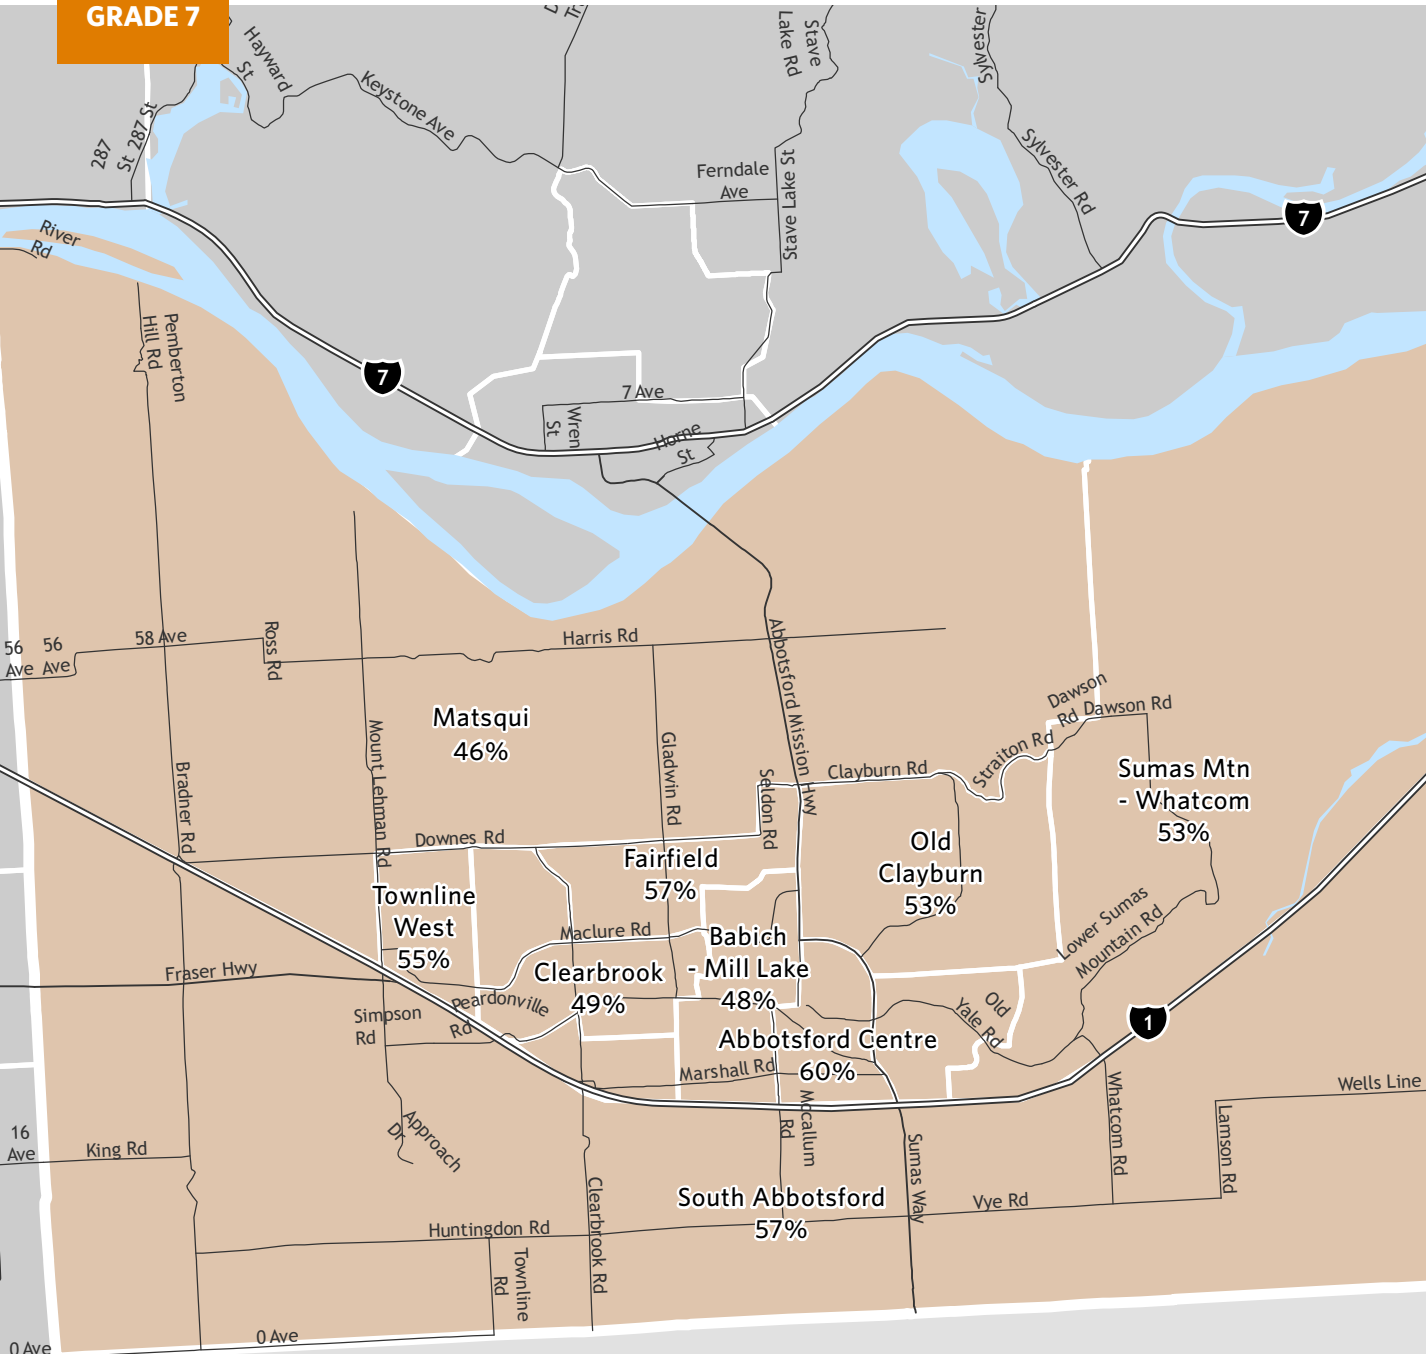 GRADE 7
Hayward
St
Keystone Ave
Stave
Lake Rd
Sylvester
287
St
287 St
Ferndale
Ave
Stave Lake St
Sylvester Rd
7
River
Rd
Pemberton
Hill Rd
7
7 Ave
Wren
St
Horne
St
56
Ave
56
Ave
58 Ave
Ross Rd
Harris Rd
Abbotsford Mission Hwy
Dawson
Rd
Dawson Rd
Matsqui
46%
Mount Lehman Rd
Gladwin Rd
Bradner Rd
Seldon Rd
Clayburn Rd
Straiton Rd
Sumas Mtn
- Whatcom
53%
Downes Rd
Fairfield
57%
Old
Clayburn
53%
Townline
West
55%
Maclure Rd
Babich
- Mill Lake
48%
Lower Sumas
Mountain Rd
Fraser Hwy
Clearbrook
49%
Peardonville
Rd
Simpson
Rd
Old
Yale Rd
1
Abbotsford Centre
60%
Marshall Rd
Mccallum
Rd
Whatcom Rd
Wells Line
Lamson Rd
16
Ave
King Rd
Approach
Dr
Sumas Way
South Abbotsford
57%
Vye Rd
Clearbrook Rd
Huntingdon Rd
Townline
Rd
0 Ave
0 Ave